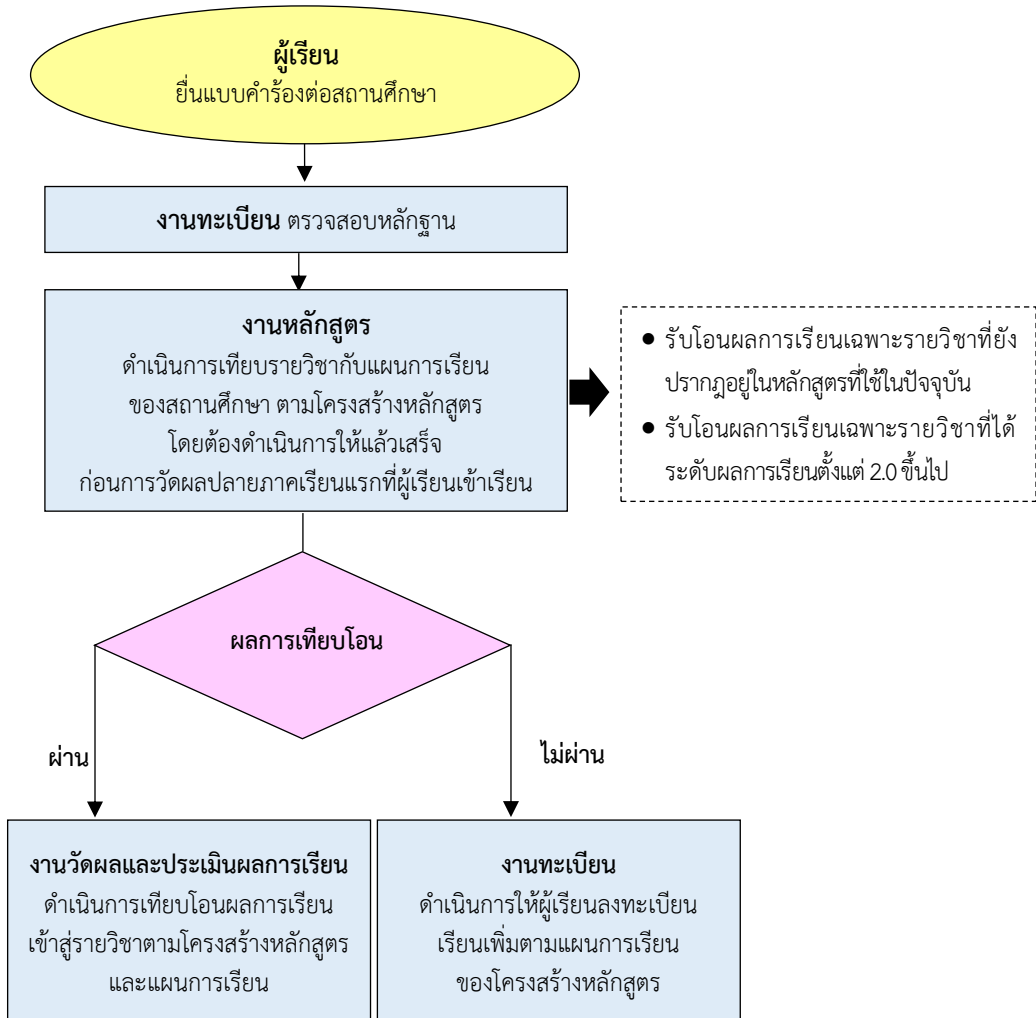 ผู้เรียน
ยื่นแบบคำร้องต่อสถานศึกษา
งานทะเบียน ตรวจสอบหลักฐาน
งานหลักสูตร
ดำเนินการเทียบรายวิชากับแผนการเรียน
ของสถานศึกษา ตามโครงสร้างหลักสูตร
โดยต้องดำเนินการให้แล้วเสร็จ
ก่อนการวัดผลปลายภาคเรียนแรกที่ผู้เรียนเข้าเรียน
● รับโอนผลการเรียนเฉพาะรายวิชาที่ยัง
ปรากฏอยู่ในหลักสูตรที่ใช้ในปัจจุบัน
● รับโอนผลการเรียนเฉพาะรายวิชาที่ได้
ระดับผลการเรียนตั้งแต่ 2.0 ขึ้นไป
ผลการเทียบโอน
ผ่าน
ไม่ผ่าน
งานวัดผลและประเมินผลการเรียน
ดำเนินการเทียบโอนผลการเรียน
เข้าสู่รายวิชาตามโครงสร้างหลักสูตร
และแผนการเรียน
งานทะเบียน
ดำเนินการให้ผู้เรียนลงทะเบียน
เรียนเพิ่มตามแผนการเรียน
ของโครงสร้างหลักสูตร